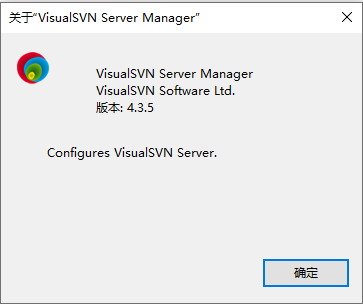 关于“VisualSVN Server Manager”
VisualSVN Server Manager
VisualSVN Software Ltd.
版本: 4.3.5
Configures VisualSVN Server.
确定